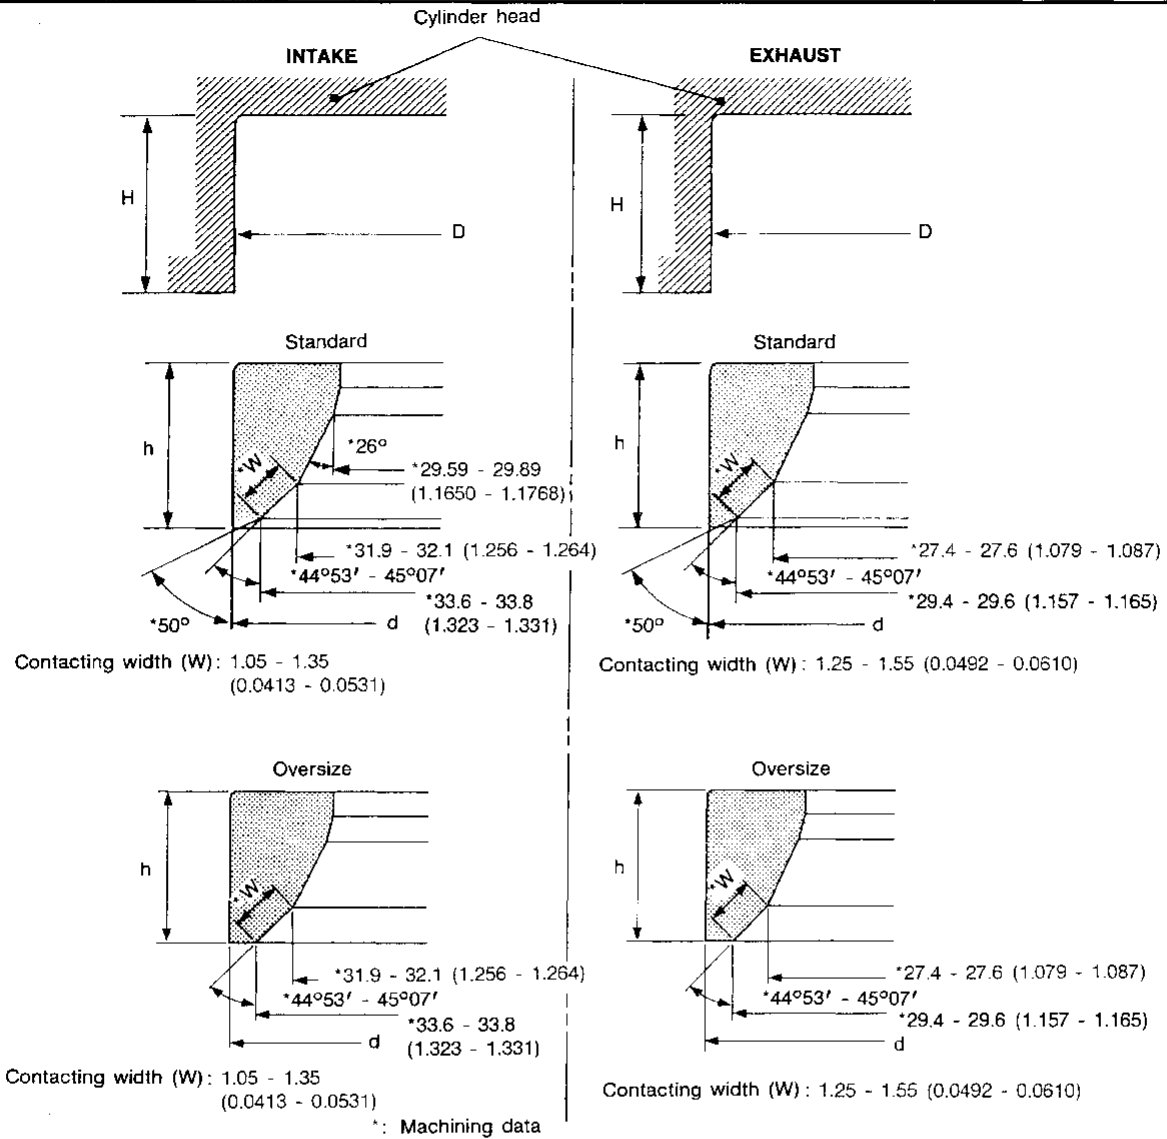 Cylinder head
INTAKE
H
D
Standard
h
*W
*26°
*29.59 - 29.89
(1.1650 - 1.1768)
*31.9 - 32.1 (1.256 - 1.264)
*44°53′ - 45°07′
*33.6 - 33.8
(1.323 - 1.331)
*50°
d
Contacting width (W): 1.05 - 1.35
(0.0413 - 0.0531)
Oversize
h
*W
*31.9 - 32.1 (1.256 - 1.264)
*44°53′ - 45°07′
*33.6 - 33.8
(1.323 - 1.331)
d
Contacting width (W): 1.05 - 1.35
(0.0413 - 0.0531)
EXHAUST
H
D
Standard
h
*W
*27.4 - 27.6 (1.079 - 1.087)
*44°53′ - 45°07′
*29.4 - 29.6 (1.157 - 1.165)
*50°
d
Contacting width (W): 1.25 - 1.55 (0.0492 - 0.0610)
Oversize
h
*W
*27.4 - 27.6 (1.079 - 1.087)
*44°53′ - 45°07′
*29.4 - 29.6 (1.157 - 1.165)
d
Contacting width (W): 1.25 - 1.55 (0.0492 - 0.0610)
*: Machining data